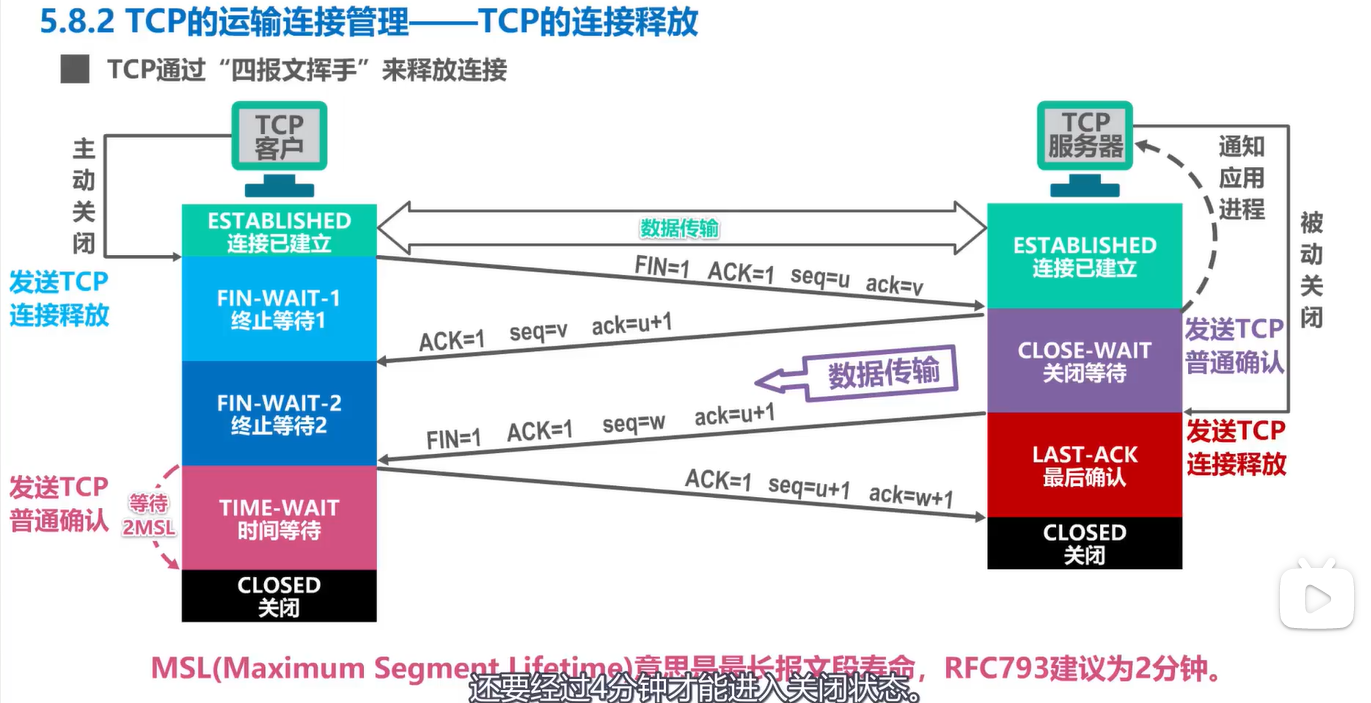 5.8.2 TCP的运输连接管理——TCP的连接释放
TCP通过“四报文挥手”来释放连接
TCP
客户
TCP
服务器
主动关闭
通知
应用
进程
被动关闭
ESTABLISHED
连接已建立
数据传输
ESTABLISHED
连接已建立
发送TCP
连接释放
FIN=1 ACK=1 seq=u ack=v
FIN-WAIT-1
终止等待1
ACK=1 seq=v ack=u+1
CLOSE-WAIT
关闭等待
发送TCP
普通确认
数据传输
FIN-WAIT-2
终止等待2
FIN=1 ACK=1 seq=w ack=u+1
发送TCP
连接释放
LAST-ACK
最后确认
发送TCP
普通确认
等待
2MSL
TIME-WAIT
时间等待
ACK=1 seq=u+1 ack=w+1
CLOSED
关闭
CLOSED
关闭
MSL(Maximum Segment Lifetime)意思是最长报文段寿命，RFC793建议为2分钟。
还要经过4分钟才能进入关闭状态。